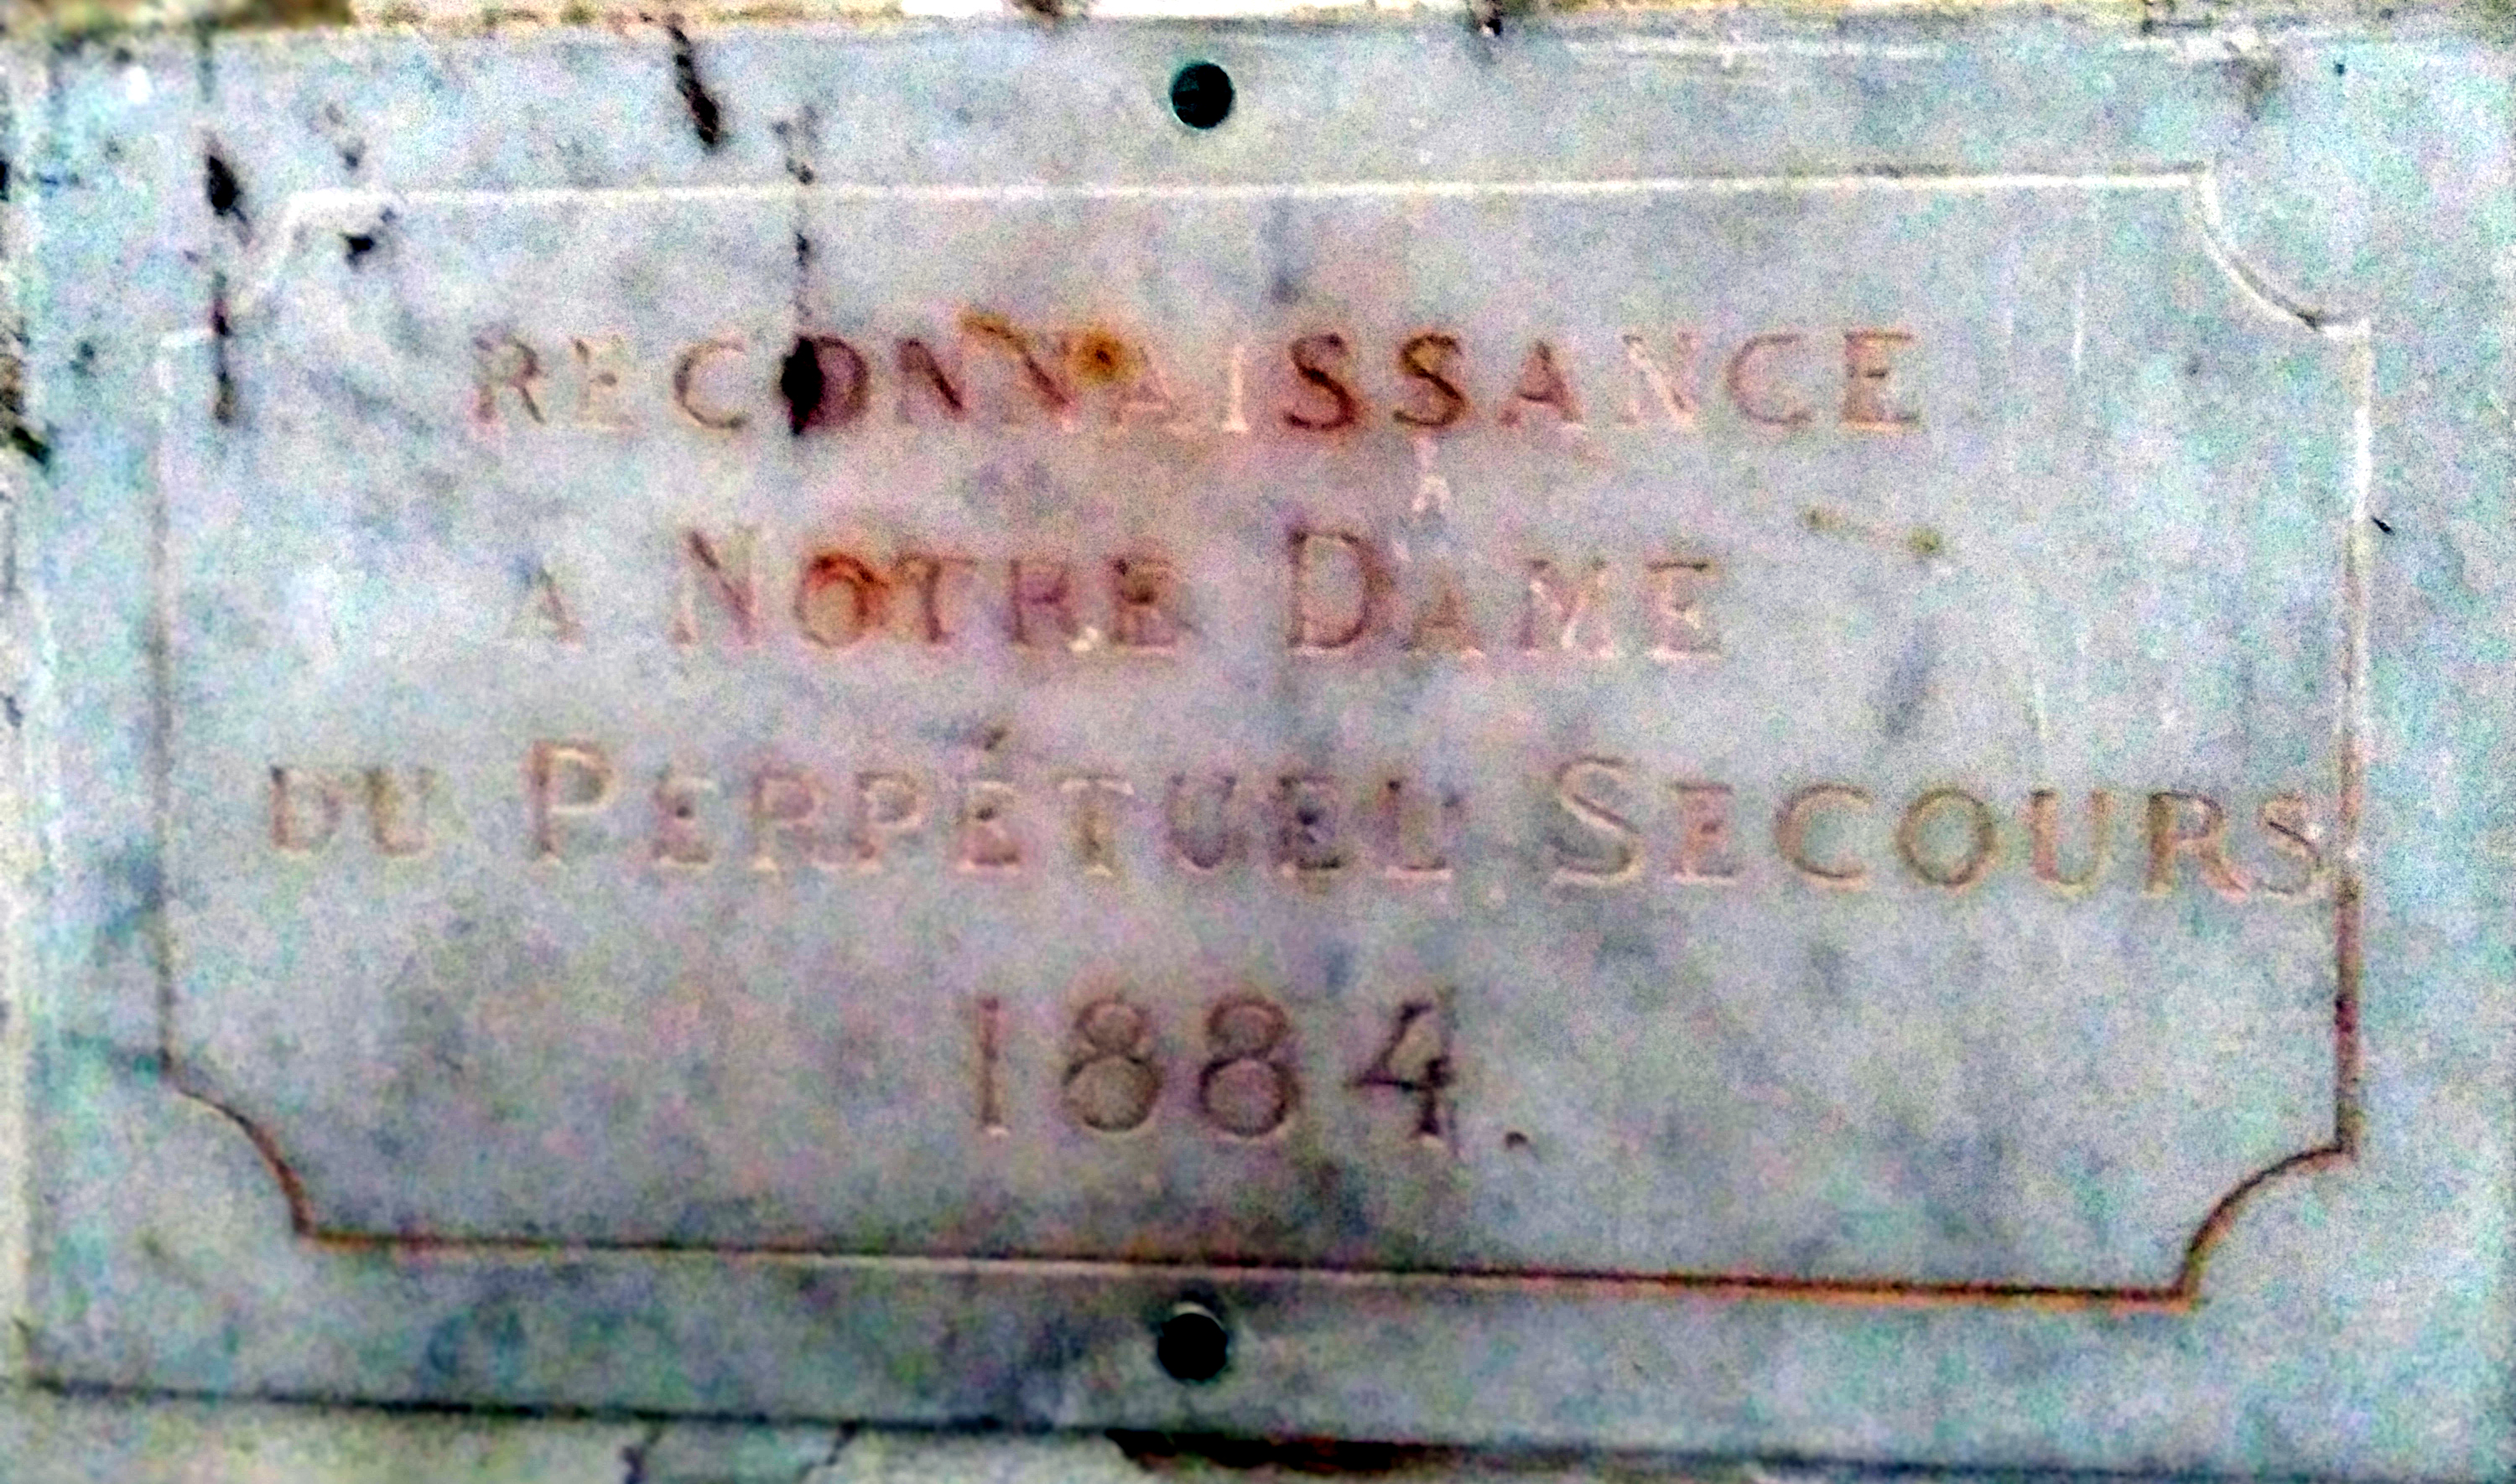 RECONNAISSANCE
A NOTRE DAME
DU PERPÉTUEL SECOURS
1884.